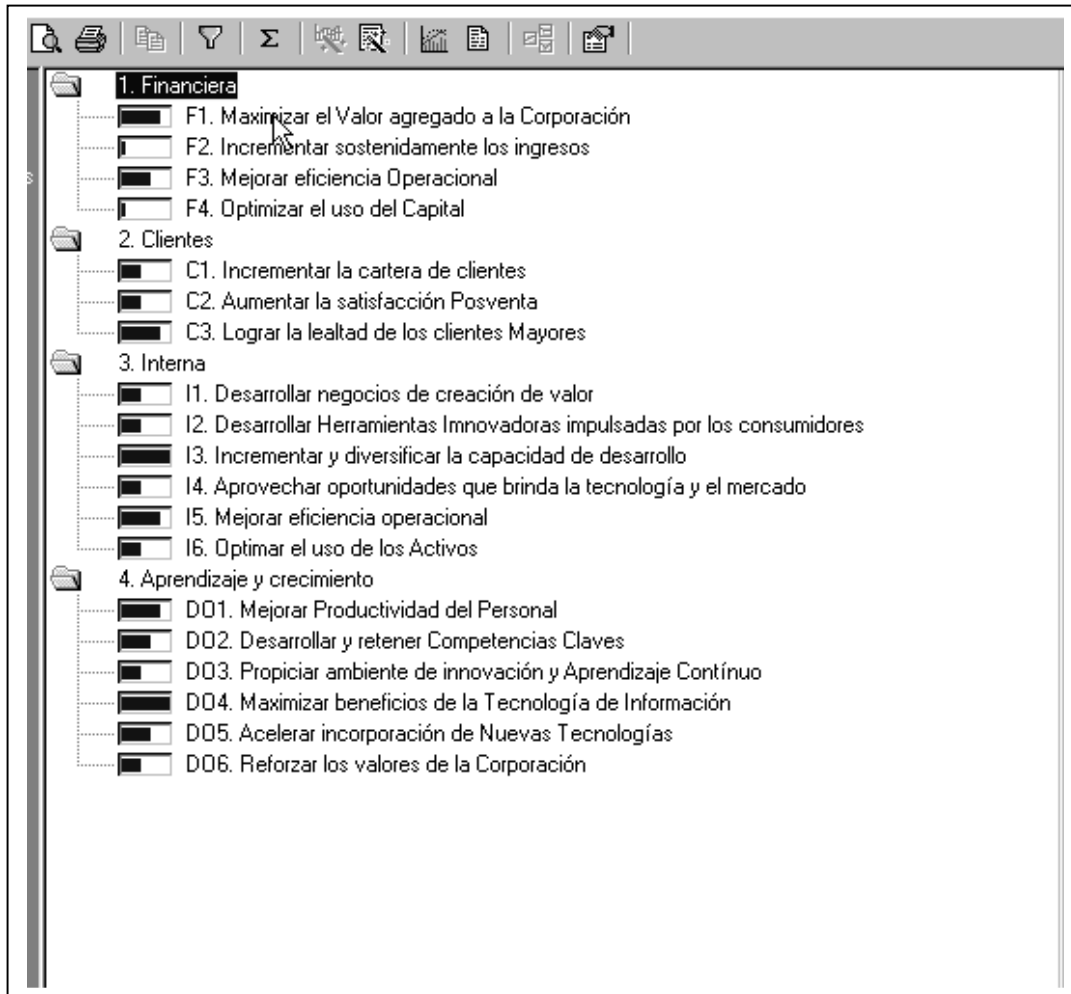 Σ
s
1. Financiera
F1. Maximizar el Valor agregado a la Corporación
F2. Incrementar sostenidamente los ingresos
F3. Mejorar eficiencia Operacional
F4. Optimizar el uso del Capital
2. Clientes
C1. Incrementar la cartera de clientes
C2. Aumentar la satisfacción Posventa
C3. Lograr la lealtad de los clientes Mayores
3. Interna
I1. Desarrollar negocios de creación de valor
I2. Desarrollar Herramientas Imnovadoras impulsadas por los consumidores
I3. Incrementar y diversificar la capacidad de desarrollo
I4. Aprovechar oportunidades que brinda la tecnología y el mercado
I5. Mejorar eficiencia operacional
I6. Optimar el uso de los Activos
4. Aprendizaje y crecimiento
DO1. Mejorar Productividad del Personal
DO2. Desarrollar y retener Competencias Claves
DO3. Propiciar ambiente de innovación y Aprendizaje Contínuo
DO4. Maximizar beneficios de la Tecnología de Información
DO5. Acelerar incorporación de Nuevas Tecnologías
DO6. Reforzar los valores de la Corporación